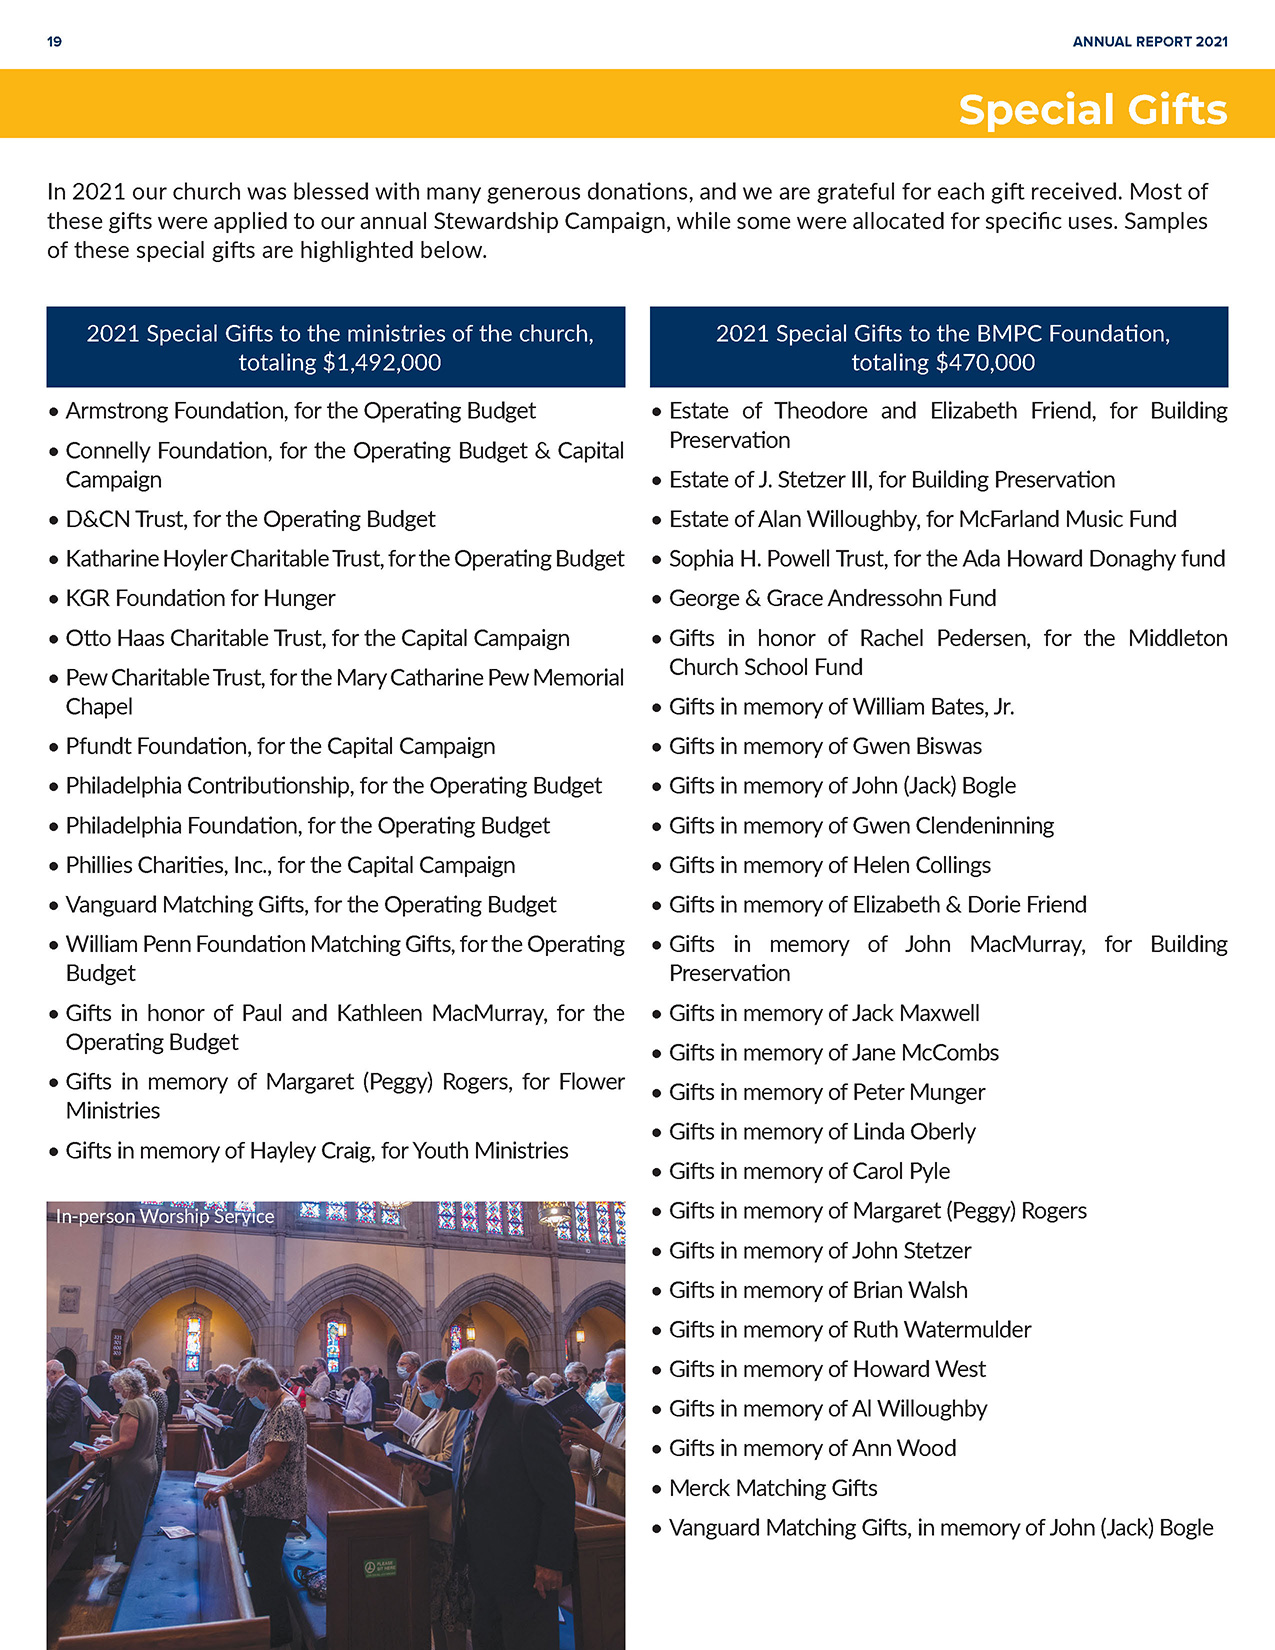 19
ANNUAL REPORT 2021
Special Gifts
In 2021 our church was blessed with many generous donations, and we are grateful for each gift received. Most of
these gifts were applied to our annual Stewardship Campaign, while some were allocated for specific uses. Samples
of these special gifts are highlighted below.
2021 Special Gifts to the ministries of the church,
totaling $1,492,000
• Armstrong Foundation, for the Operating Budget
• Connelly Foundation, for the Operating Budget & Capital
Campaign
• D&CN Trust, for the Operating Budget
• Katharine Hoyler Charitable Trust, for the Operating Budget
• KGR Foundation for Hunger
• Otto Haas Charitable Trust, for the Capital Campaign
• Pew Charitable Trust, for the Mary Catharine Pew Memorial
Chapel
• Pfundt Foundation, for the Capital Campaign
• Philadelphia Contributionship, for the Operating Budget
• Philadelphia Foundation, for the Operating Budget
• Phillies Charities, Inc., for the Capital Campaign
• Vanguard Matching Gifts, for the Operating Budget
• William Penn Foundation Matching Gifts, for the Operating
Budget
• Gifts in honor of Paul and Kathleen MacMurray, for the
Operating Budget
• Gifts in memory of Margaret (Peggy) Rogers, for Flower
Ministries
• Gifts in memory of Hayley Craig, for Youth Ministries
In-person Worship Service
PLEASE
SIT HERE
2021 Special Gifts to the BMPC Foundation,
totaling $470,000
• Estate of Theodore and Elizabeth Friend, for Building
Preservation
• Estate of J. Stetzer III, for Building Preservation
• Estate of Alan Willoughby, for McFarland Music Fund
• Sophia H. Powell Trust, for the Ada Howard Donaghy fund
• George & Grace Andressohn Fund
• Gifts in honor of Rachel Pedersen, for the Middleton
Church School Fund
• Gifts in memory of William Bates, Jr.
• Gifts in memory of Gwen Biswas
• Gifts in memory of John (Jack) Bogle
• Gifts in memory of Gwen Clendeninning
• Gifts in memory of Helen Collings
• Gifts in memory of Elizabeth & Dorie Friend
• Gifts in memory of John MacMurray, for Building
Preservation
• Gifts in memory of Jack Maxwell
• Gifts in memory of Jane McCombs
• Gifts in memory of Peter Munger
• Gifts in memory of Linda Oberly
• Gifts in memory of Carol Pyle
• Gifts in memory of Margaret (Peggy) Rogers
• Gifts in memory of John Stetzer
• Gifts in memory of Brian Walsh
• Gifts in memory of Ruth Watermulder
• Gifts in memory of Howard West
• Gifts in memory of Al Willoughby
• Gifts in memory of Ann Wood
• Merck Matching Gifts
• Vanguard Matching Gifts, in memory of John (Jack) Bogle